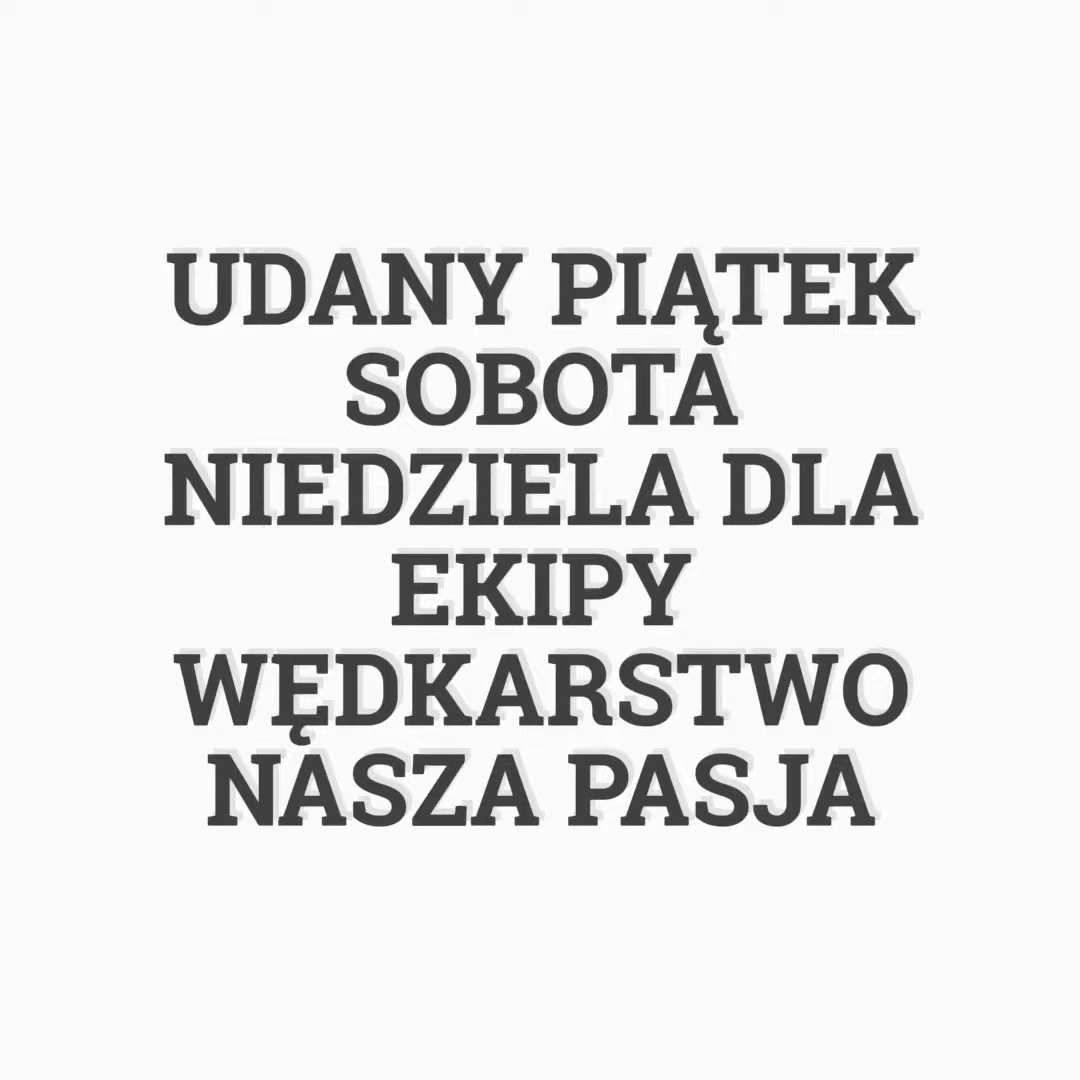 UDANY PIĄTEK
SOBOTA
NIEDZIELA DLA
EKIPY
WĘDKARSTWO
NASZA PASJA